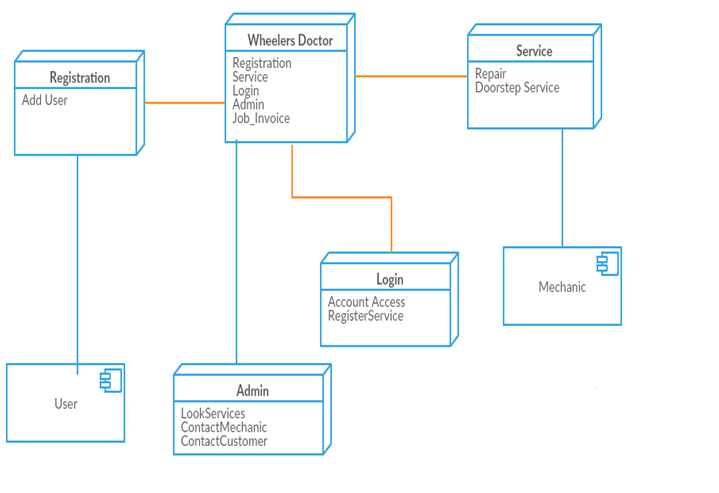 Wheelers Doctor
Registration
Service
Login
Admin
Job_Invoice
Service
Repair
Doorstep Service
Registration
Add User
Login
Account Access
RegisterService
Mechanic
User
Admin
LookServices
ContactMechanic
ContactCustomer